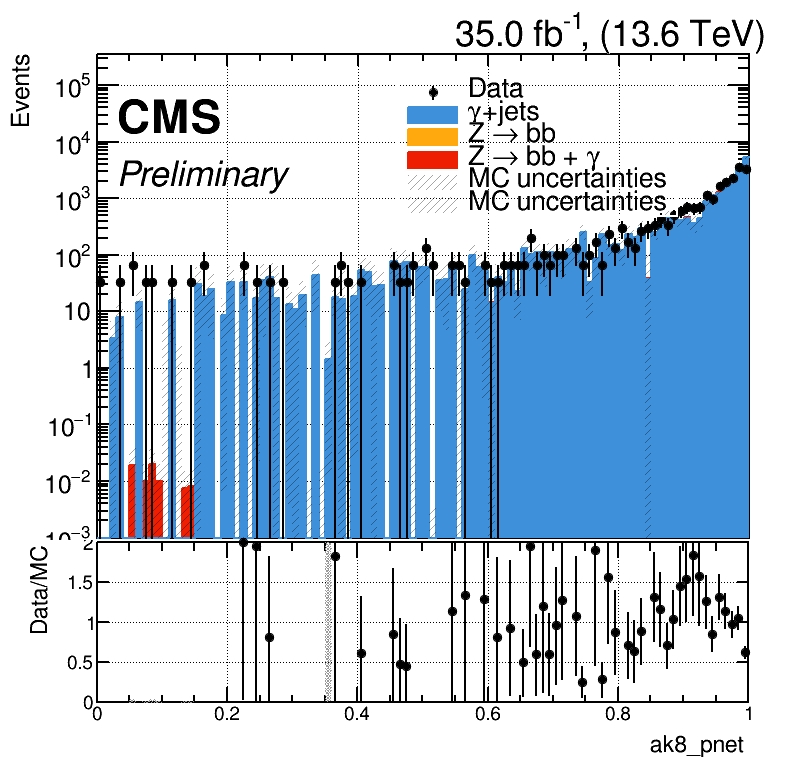 35.0 fb-1, (13.6 TeV)
Events
CMS
Preliminary
Data
γ+jets
Z → bb
Z → bb + γ
MC uncertainties
MC uncertainties
10^5
10^4
10^3
10^2
10
1
10^−1
10^−2
10^−3
Data/MC
2
1.5
1
0.5
0
0 0.2 0.4 0.6 0.8 1
ak8_pnet